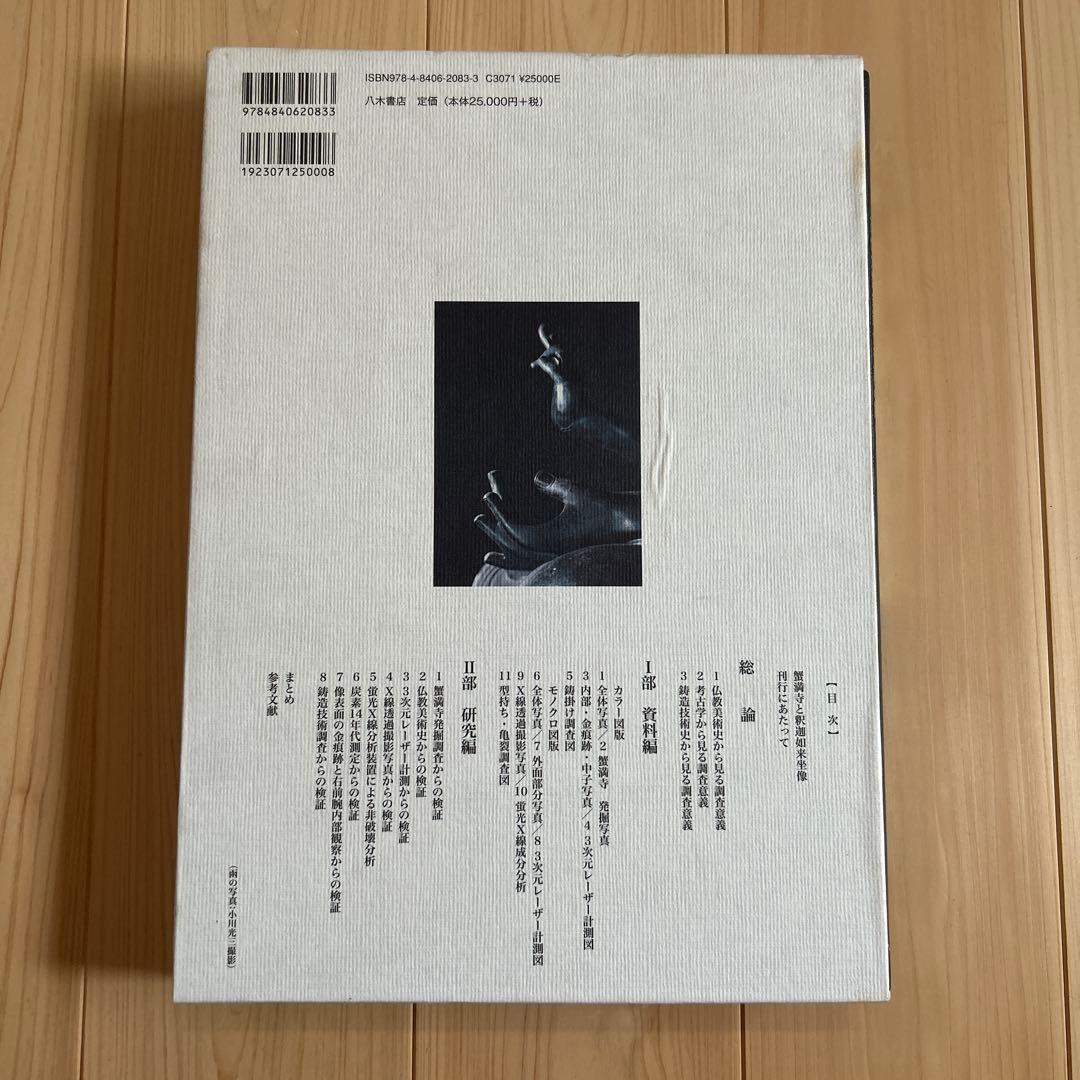 ISBN978-4-8406-2083-3 C3071 ¥25000E
9784840620833
八木書店 定価（本体25,000円＋税）
1923071250008
【目次】
蟹満寺と釈迦如来坐像
刊行にあたって
総 論
1 仏教美術史から見る調査意義
2 考古学から見る調査意義
3 鋳造技術史から見る調査意義
Ⅰ部 資料編
カラー図版
1 全体写真／2 蟹満寺 発掘写真
3 内部・金痕跡・中子写真／4 3次元レーザー計測図
5 鋳掛け調査図
モノクロ図版
6 全体写真／7 外面部分写真／8 3次元レーザー計測図
9 X線透過撮影写真／10 蛍光X線成分分析
11 型持ち・亀裂調査図
Ⅱ部 研究編
1 蟹満寺発掘調査からの検証
2 仏教美術史からの検証
3 3次元レーザー計測からの検証
4 X線透過撮影写真からの検証
5 蛍光X線分析装置による非破壊分析
6 炭素14年代測定からの検証
7 像表面の金痕跡と右前腕内部観察からの検証
8 鋳造技術調査からの検証
まとめ
参考文献
（函の写真：小川光三撮影）